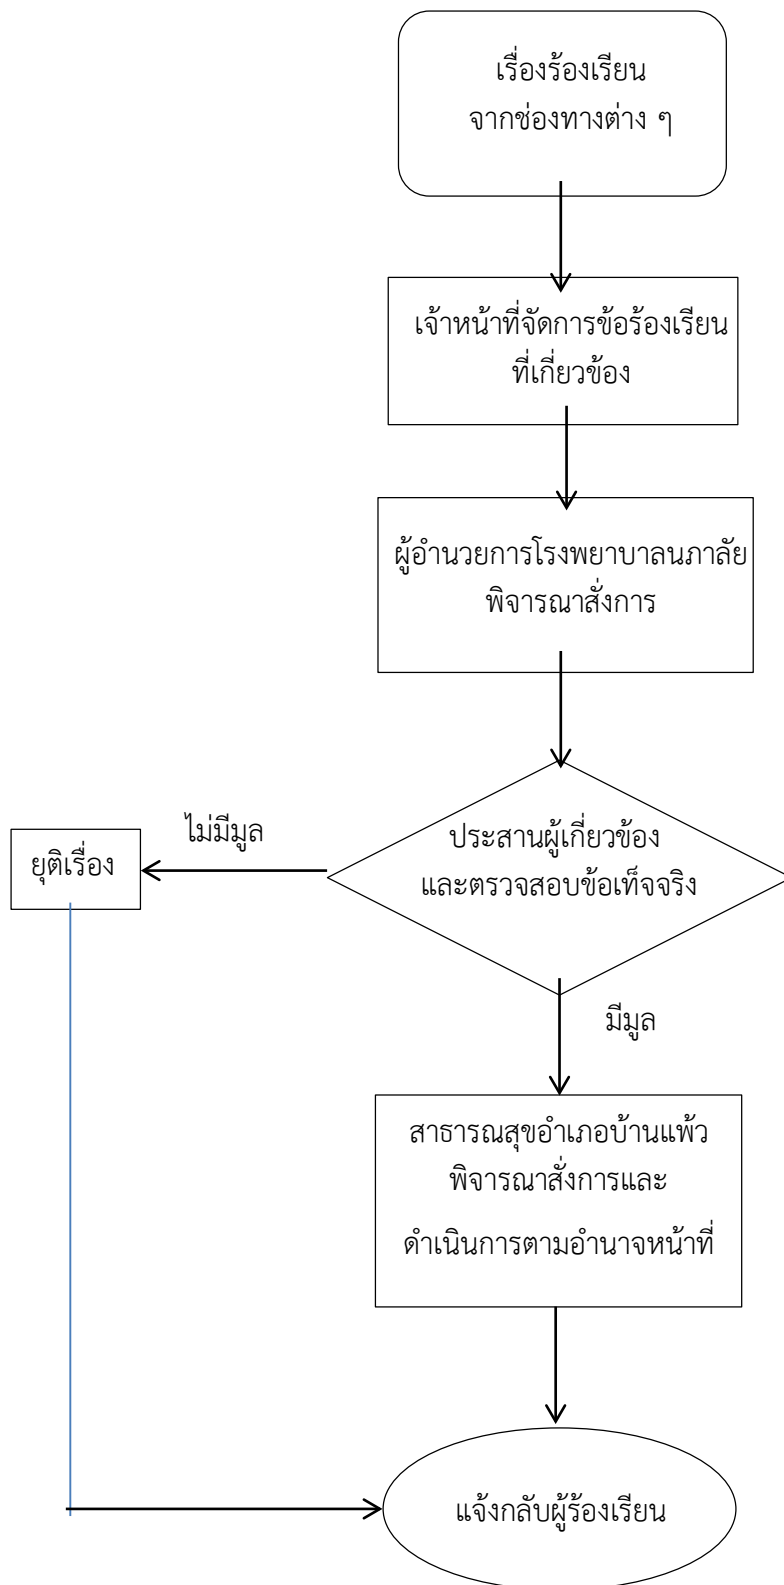 เรื่องร้องเรียน
จากช่องทางต่าง ๆ
เจ้าหน้าที่จัดการข้อร้องเรียน
ที่เกี่ยวข้อง
ผู้อำนวยการโรงพยาบาลนภาลัย
พิจารณาสั่งการ
ประสานผู้เกี่ยวข้อง
และตรวจสอบข้อเท็จจริง
ไม่มีมูล
ยุติเรื่อง
มีมูล
สาธารณสุขอำเภอบ้านแพ้ว
พิจารณาสั่งการและ
ดำเนินการตามอำนาจหน้าที่
แจ้งกลับผู้ร้องเรียน